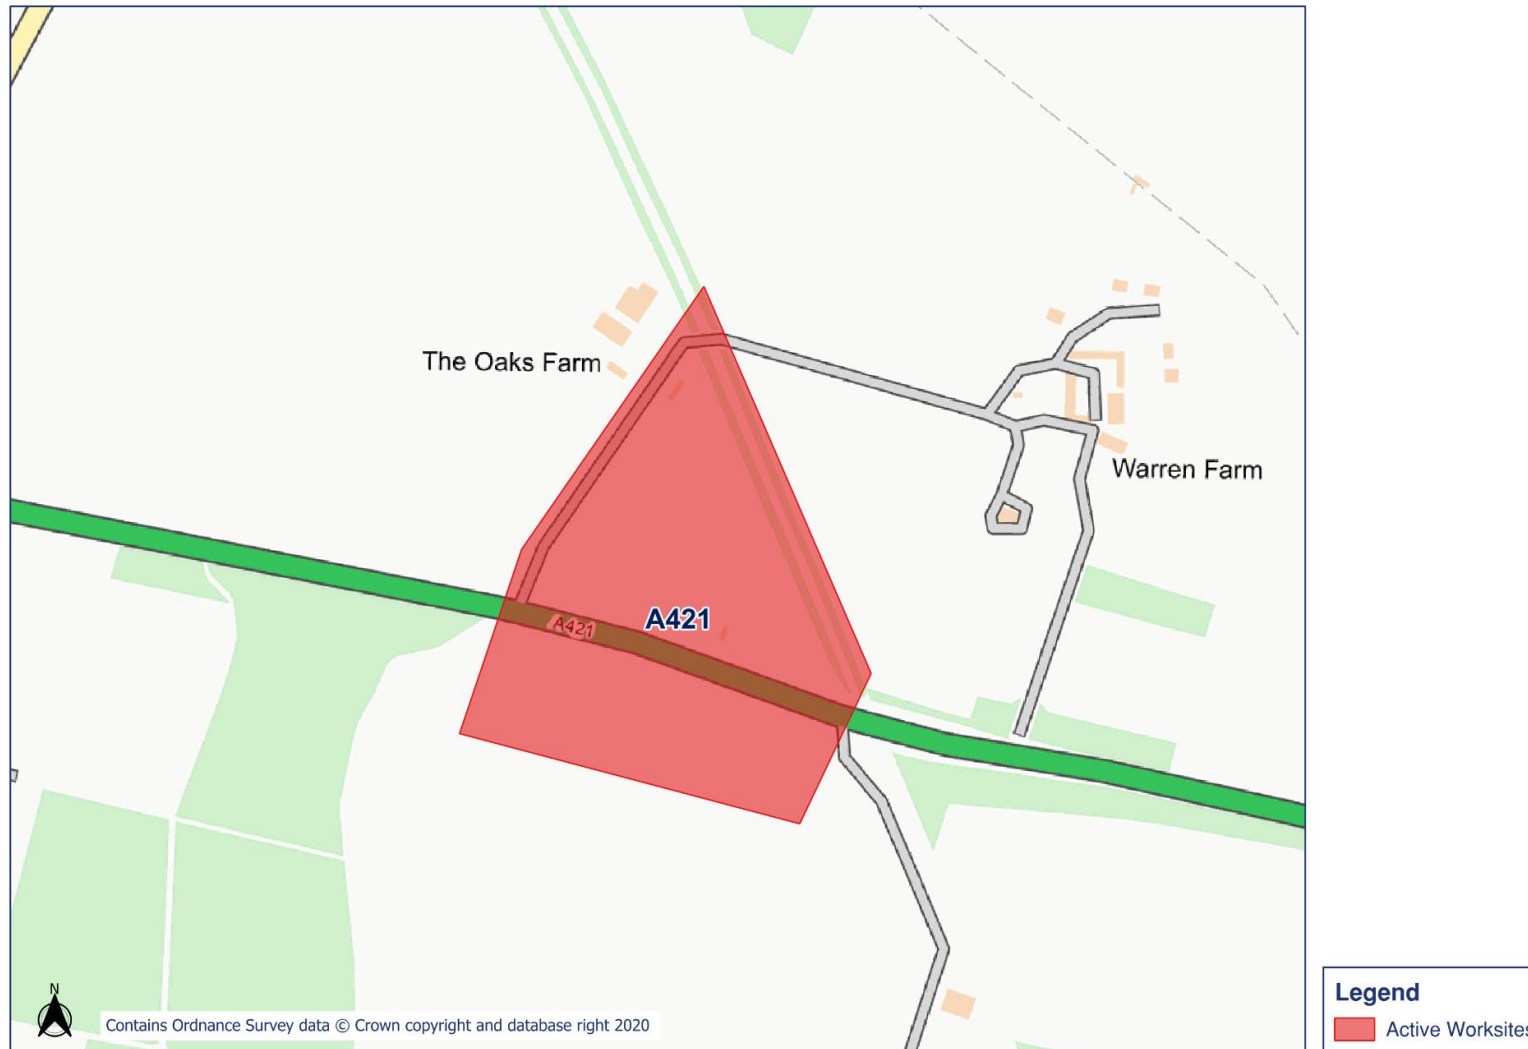 The Oaks Farm
Warren Farm
A421
A421
N
Contains Ordnance Survey data © Crown copyright and database right 2020
Legend
Active Worksites